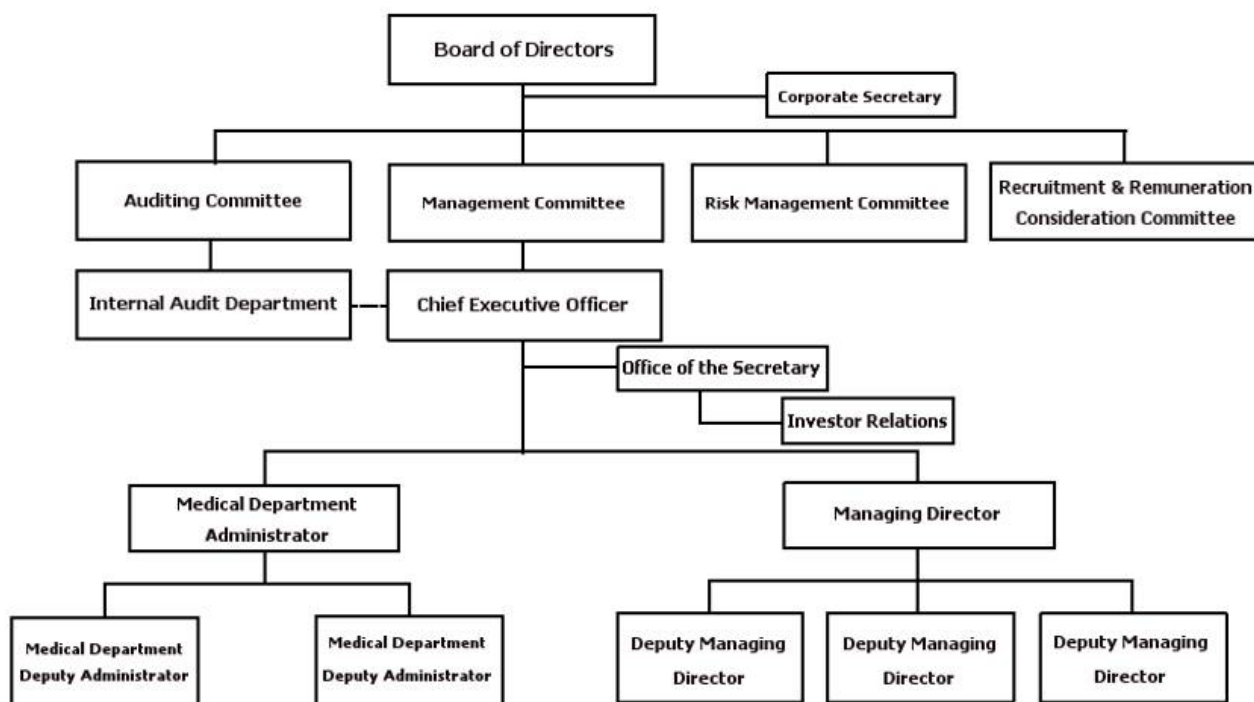 Board of Directors
Corporate Secretary
Auditing Committee
Management Committee
Risk Management Committee
Recruitment & Remuneration
Consideration Committee
Internal Audit Department
Chief Executive Officer
Office of the Secretary
Investor Relations
Medical Department
Administrator
Managing Director
Medical Department
Deputy Administrator
Medical Department
Deputy Administrator
Deputy Managing
Director
Deputy Managing
Director
Deputy Managing
Director